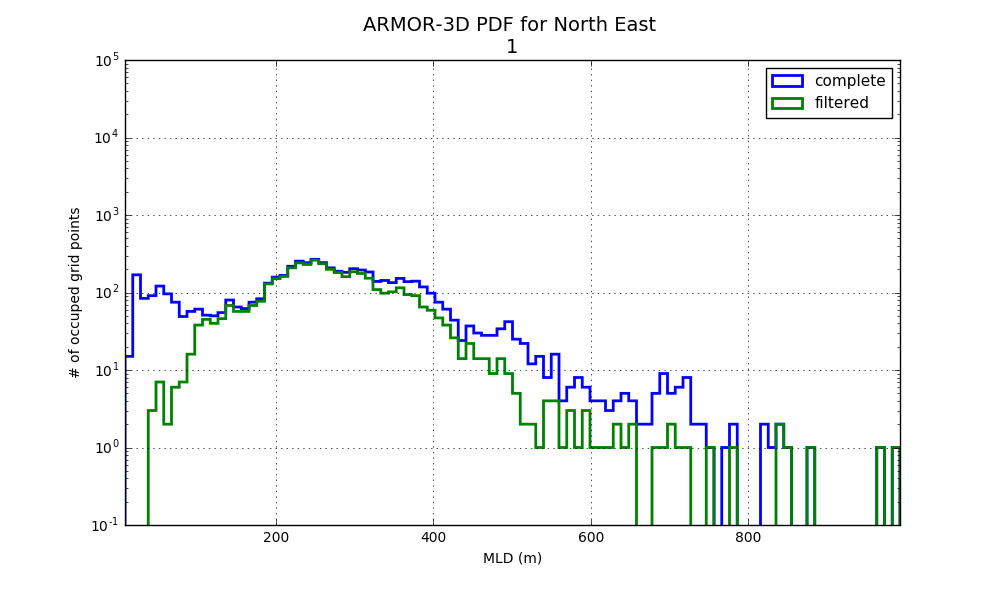 ARMOR-3D PDF for North East
1
10^5
10^4
10^3
10^2
10^1
10^0
10^-1
# of occuped grid points
complete
filtered
200 400 600 800
MLD (m)